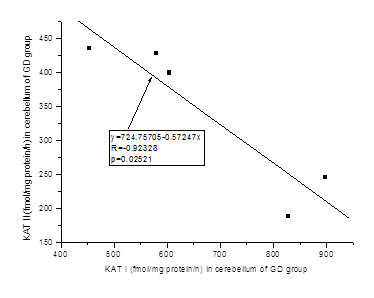 450
400
350
300
250
200
150
400 500 600 700 800 900
KAT II (fmol/mg protein/h) in cerebellum of GD group
y=724.75705-0.57247x
R=-0.92328
p=0.02521
KAT I (fmol/mg protein/h) in cerebellum of GD group